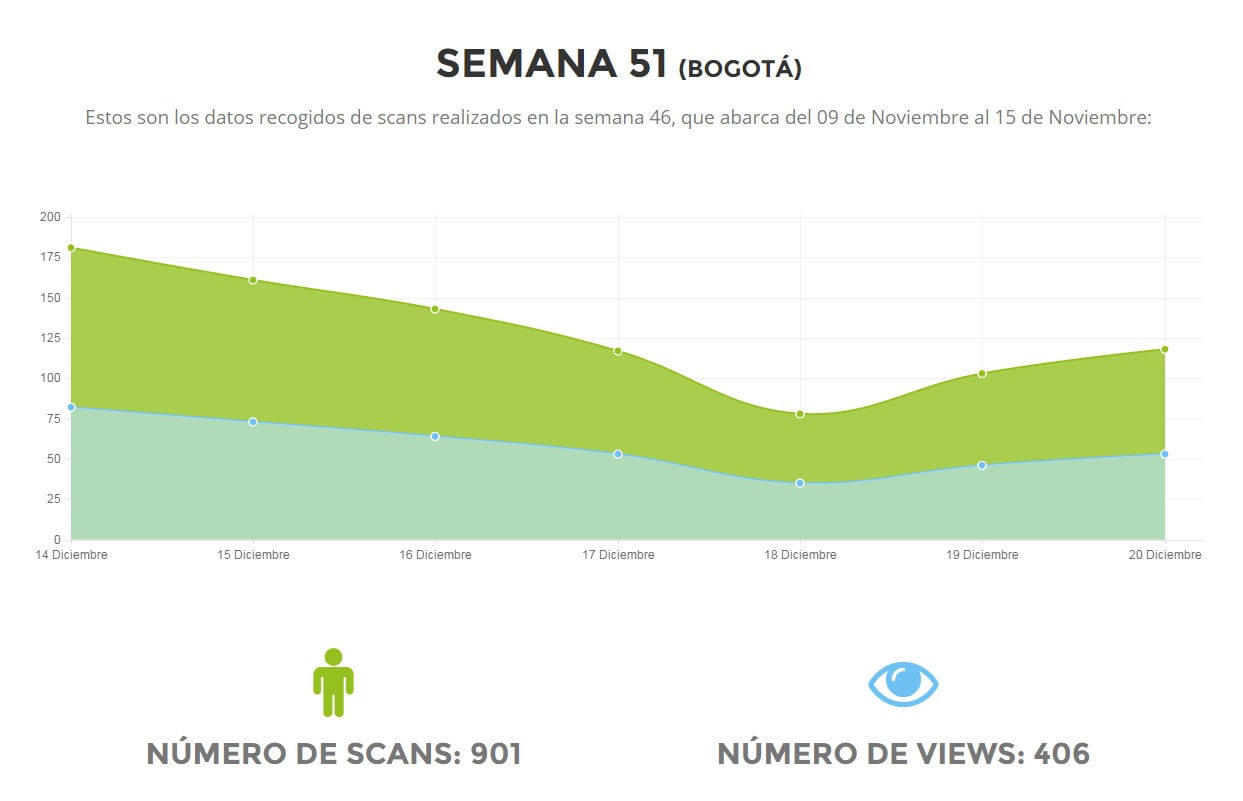 SEMANA 51 (BOGOTÁ)
Estos son los datos recogidos de scans realizados en la semana 46, que abarca del 09 de Noviembre al 15 de Noviembre:
200
175
150
125
100
75
50
25
0
14 Diciembre 15 Diciembre 16 Diciembre 17 Diciembre 18 Diciembre 19 Diciembre 20 Diciembre
NÚMERO DE SCANS: 901 NÚMERO DE VIEWS: 406